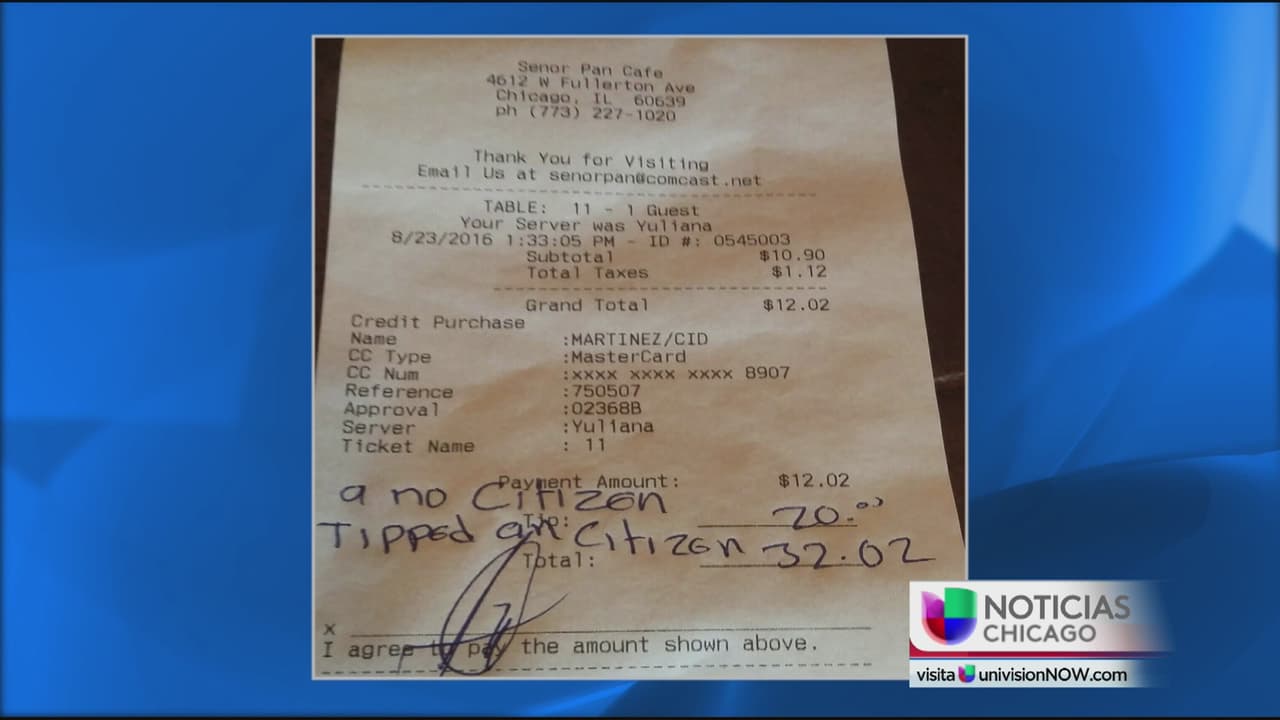 Senor Pan Cafe
4612 W Fullerton Ave
Chicago, IL 60639
ph (773) 227-1020
Thank You for Visiting
Email Us at senorpan@comcast.net
TABLE: 11 - 1 Guest
Your Server was Yuliana
8/23/2016 1:33:05 PM - ID #: 0545003
Subtotal $10.90
Total Taxes $1.12
Grand Total $12.02
Credit Purchase
Name :MARTINEZ/CID
CC Type :MasterCard
CC Num :xxxx xxxx xxxx 8907
Reference :750507
Approval :02368B
Server :Yuliana
Ticket Name : 11
Payment Amount: $12.02
a no Citizen
Tip: 20.00
Tipped an Citizen
Total: 32.02
x
I agree to pay the amount shown above.
NOTICIAS
CHICAGO
visita univisionNOW.com